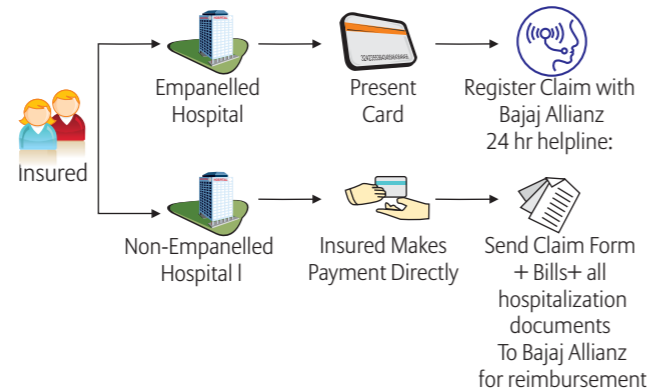 Insured
Empanelled
Hospital
Present
Card
Register Claim with
Bajaj Allianz
24 hr helpline:
Non-Empanelled
Hospital l
Insured Makes
Payment Directly
Send Claim Form
+ Bills+ all
hospitalization
documents
To Bajaj Allianz
for reimbursement